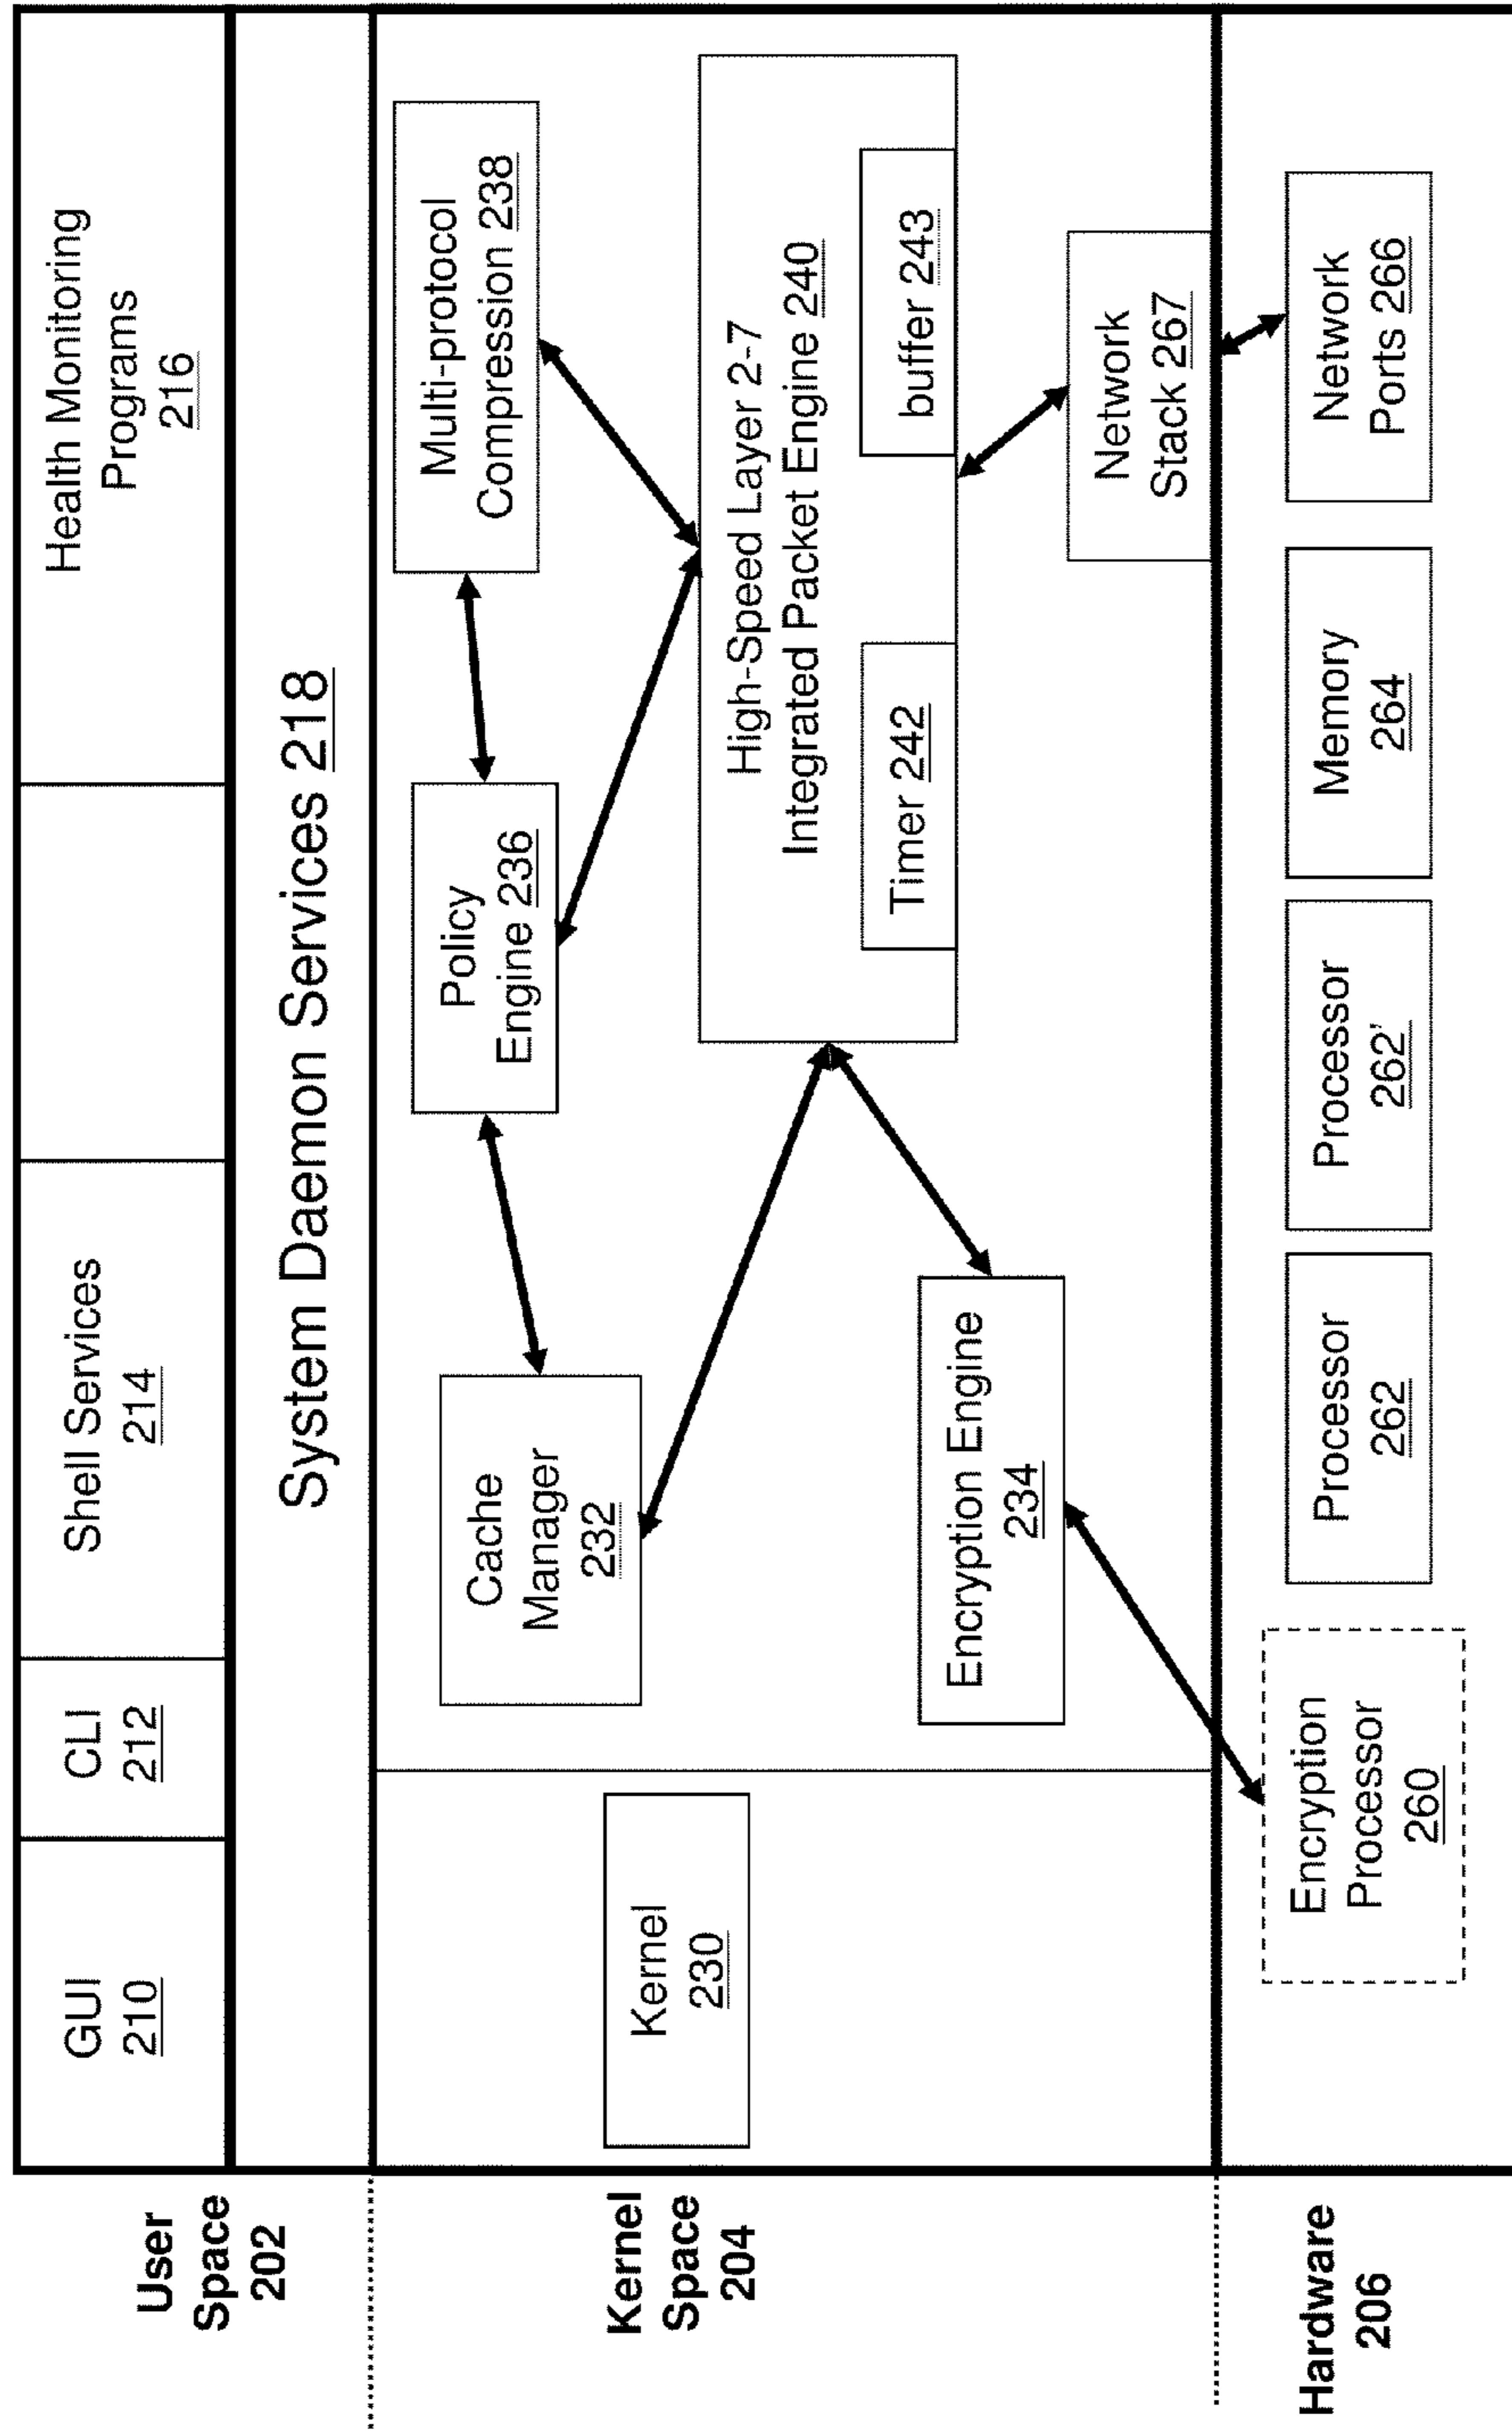 User
Space
202
GUI
210
CLI
212
Shell Services
214
Health Monitoring
Programs
216
System Daemon Services 218
Kernel
Space
204
Kernel
230
Cache
Manager
232
Policy
Engine 236
Multi-protocol
Compression 238
High-Speed Layer 2-7
Integrated Packet Engine 240
Timer 242
buffer 243
Encryption Engine
234
Network
Stack 267
Hardware
206
Encryption
Processor
260
Processor
262
Processor
262'
Memory
264
Network
Ports 266